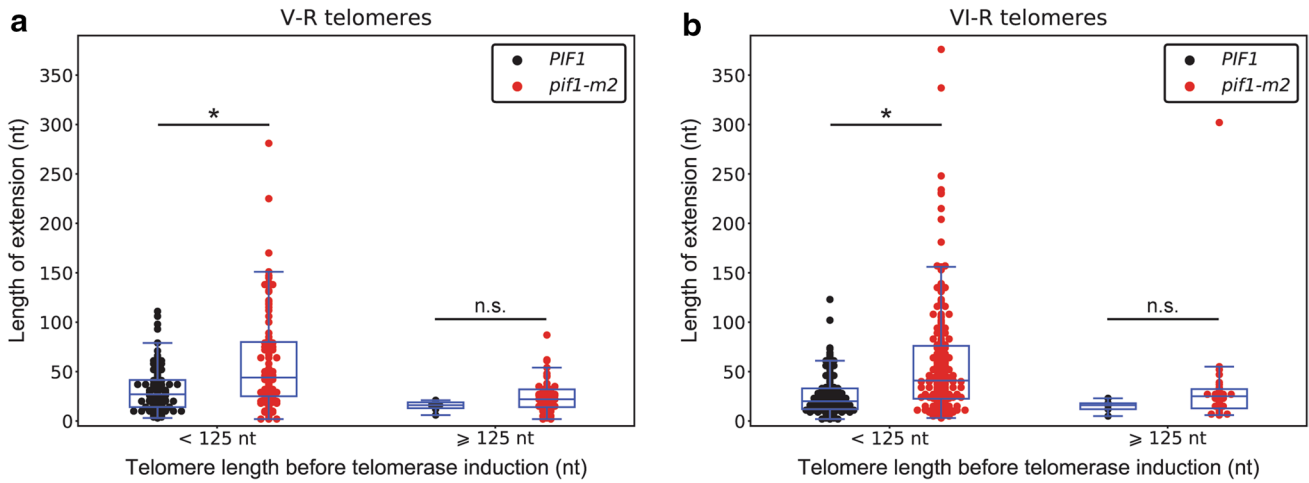 a
V-R telomeres
PIF1
pif1-m2
*
n.s.
Length of extension (nt)
350
300
250
200
150
100
50
0
< 125 nt
⩾ 125 nt
Telomere length before telomerase induction (nt)
b
VI-R telomeres
PIF1
pif1-m2
*
n.s.
Length of extension (nt)
350
300
250
200
150
100
50
0
< 125 nt
⩾ 125 nt
Telomere length before telomerase induction (nt)